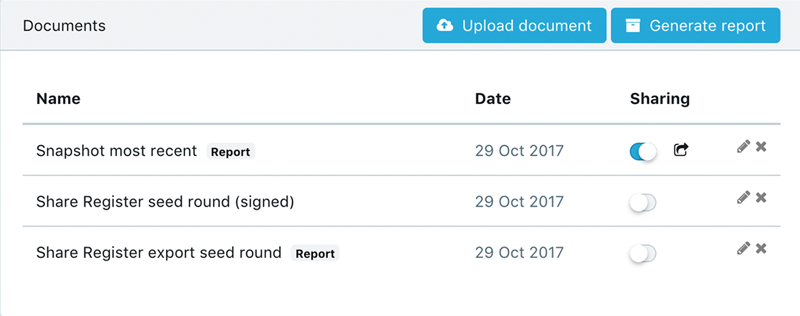 Documents Upload document Generate report
Name Date Sharing
Snapshot most recent Report 29 Oct 2017
Share Register seed round (signed) 29 Oct 2017
Share Register export seed round Report 29 Oct 2017